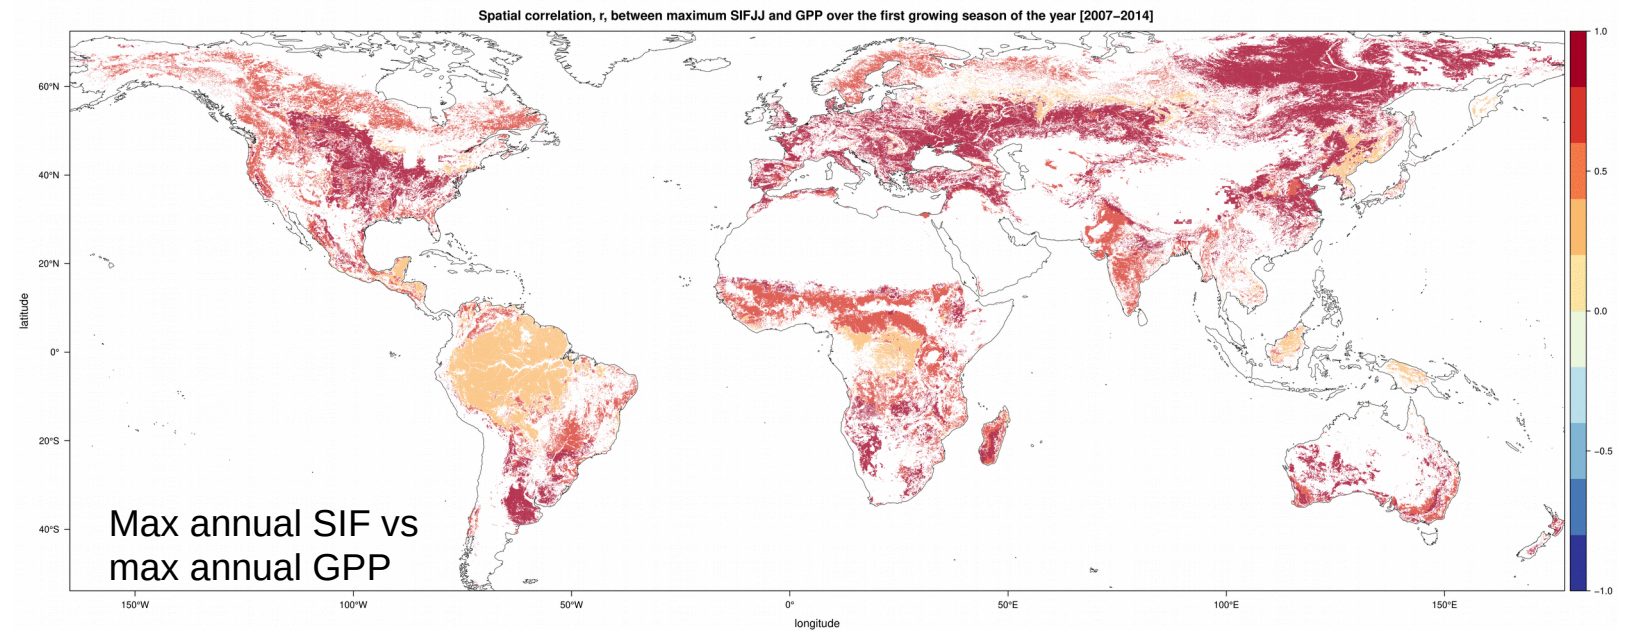 Spatial correlation, r, between maximum SIFJJ and GPP over the first growing season of the year [2007−2014]
1.0
60°N
0.5
40°N
20°N
latitude
0.0
0°
20°S
−0.5
Max annual SIF vs
40°S
max annual GPP
−1.0
150°W 100°W 50°W 0° 50°E 100°E 150°E
longitude